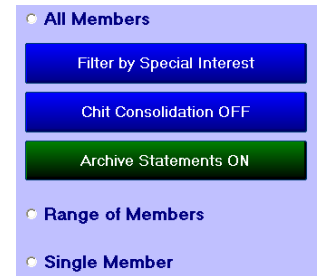 All Members
Filter by Special Interest
Chit Consolidation OFF
Archive Statements ON
Range of Members
Single Member